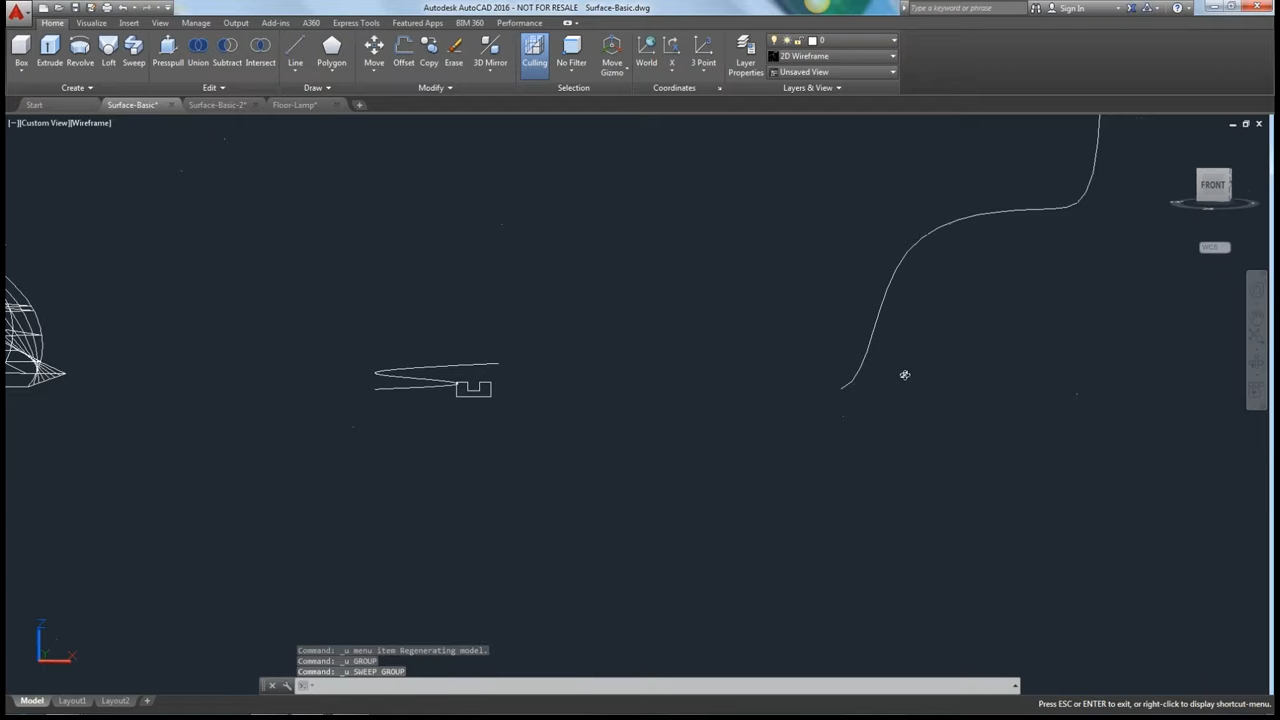 Autodesk AutoCAD 2016 - NOT FOR RESALE Surface-Basic.dwg
Type a keyword or phrase
Sign In
Home Visualize Insert View Manage Output Add-ins A360 Express Tools Featured Apps BIM 360 Performance
Box Extrude Revolve Loft Sweep Presspull Union Subtract Intersect Line Polygon Move Offset Copy Erase 3D Mirror Culling No Filter Move Gizmo World X 3 Point Layer Properties
0
2D Wireframe
Unsaved View
Create Edit Draw Modify Selection Coordinates Layers & View
Start Surface-Basic* Surface-Basic-2* Floor-Lamp*
[−][Custom View][Wireframe]
FRONT
WCS
Z
Y X
Command: _u menu item Regenerating model.
Command: _u GROUP
Command: _u SWEEP GROUP
Model Layout1 Layout2 +
Press ESC or ENTER to exit, or right-click to display shortcut-menu.